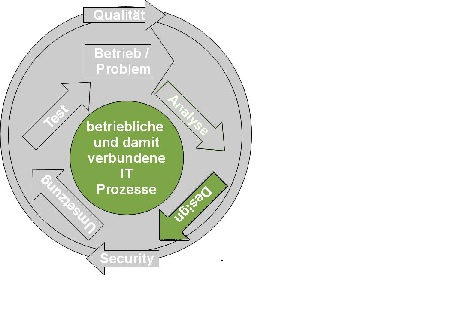 Qualität
Betrieb /
Problem
Analyse
Test
betriebliche
und damit
verbundene
IT
Prozesse
Design
Umsetzung
Security